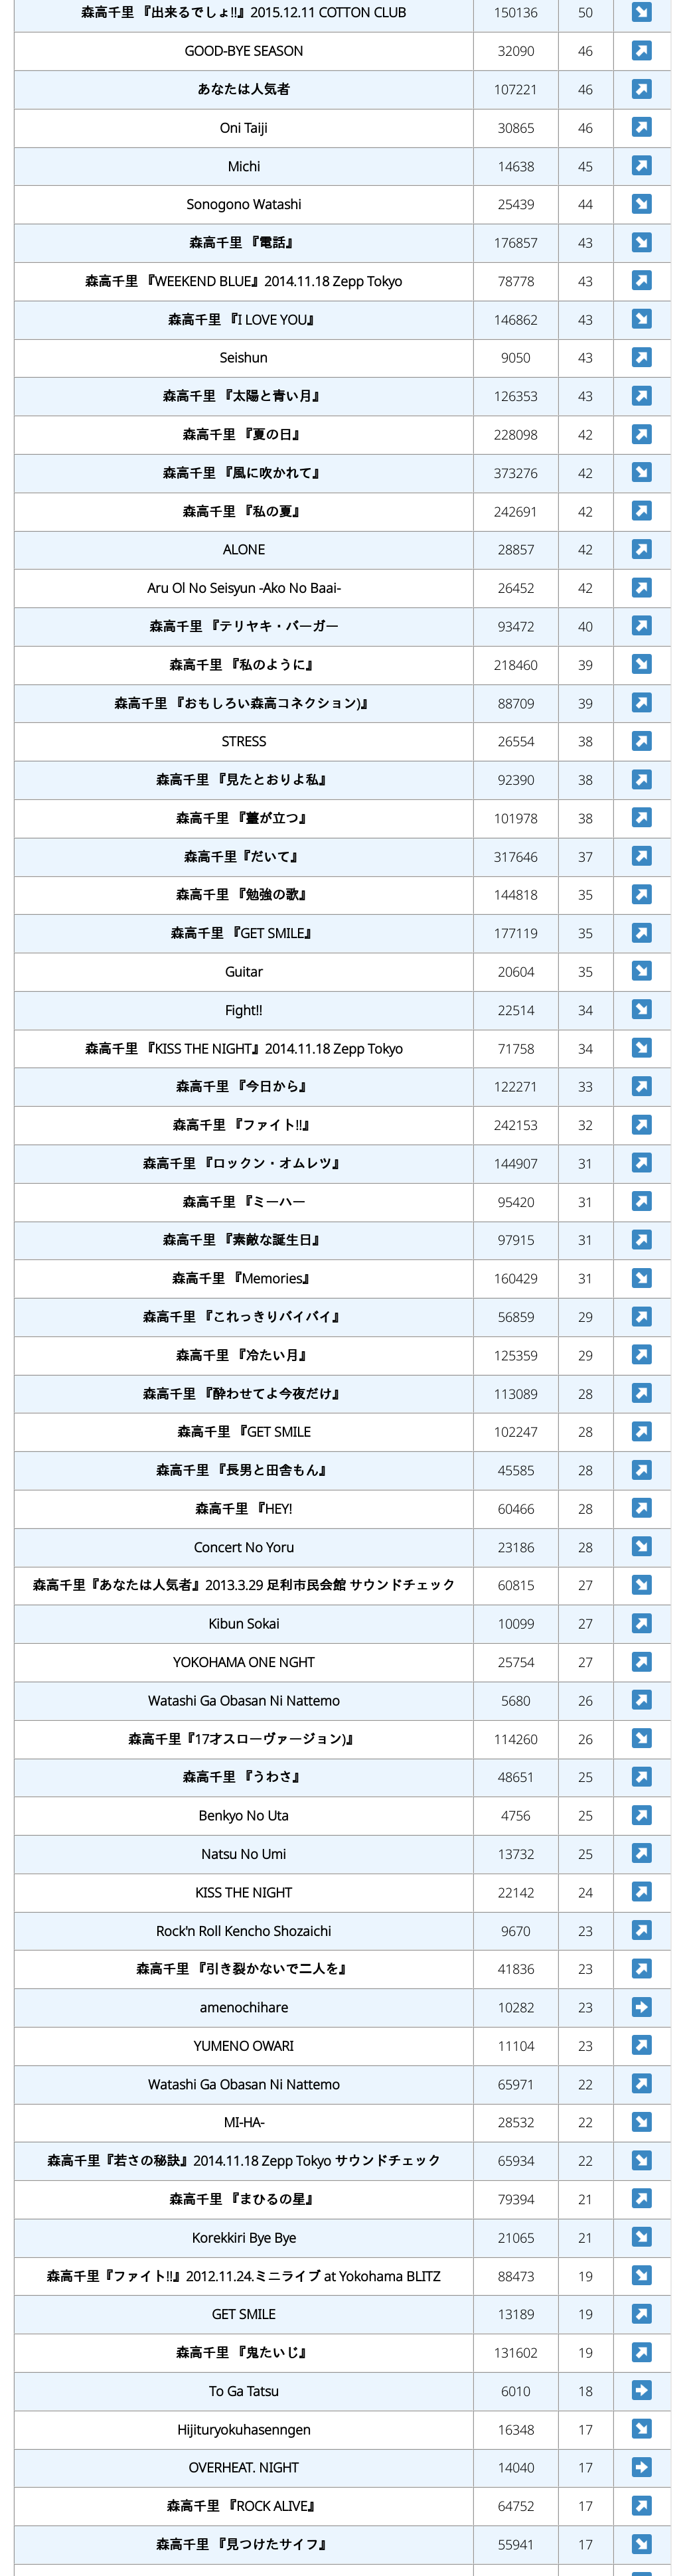 森高千里 『出来るでしょ!!』2015.12.11 COTTON CLUB 150136 50
GOOD-BYE SEASON 32090 46
あなたは人気者 107221 46
Oni Taiji 30865 46
Michi 14638 45
Sonogono Watashi 25439 44
森高千里 『電話』 176857 43
森高千里 『WEEKEND BLUE』2014.11.18 Zepp Tokyo 78778 43
森高千里 『I LOVE YOU』 146862 43
Seishun 9050 43
森高千里 『太陽と青い月』 126353 43
森高千里 『夏の日』 228098 42
森高千里 『風に吹かれて』 373276 42
森高千里 『私の夏』 242691 42
ALONE 28857 42
Aru Ol No Seisyun -Ako No Baai- 26452 42
森高千里 『テリヤキ・バーガー 93472 40
森高千里 『私のように』 218460 39
森高千里 『おもしろい森高コネクション)』 88709 39
STRESS 26554 38
森高千里 『見たとおりよ私』 92390 38
森高千里 『薹が立つ』 101978 38
森高千里『だいて』 317646 37
森高千里 『勉強の歌』 144818 35
森高千里 『GET SMILE』 177119 35
Guitar 20604 35
Fight!! 22514 34
森高千里 『KISS THE NIGHT』2014.11.18 Zepp Tokyo 71758 34
森高千里 『今日から』 122271 33
森高千里 『ファイト!!』 242153 32
森高千里 『ロックン・オムレツ』 144907 31
森高千里 『ミーハー 95420 31
森高千里 『素敵な誕生日』 97915 31
森高千里 『Memories』 160429 31
森高千里 『これっきりバイバイ』 56859 29
森高千里 『冷たい月』 125359 29
森高千里 『酔わせてよ今夜だけ』 113089 28
森高千里 『GET SMILE 102247 28
森高千里 『長男と田舎もん』 45585 28
森高千里 『HEY! 60466 28
Concert No Yoru 23186 28
森高千里『あなたは人気者』2013.3.29 足利市民会館 サウンドチェック 60815 27
Kibun Sokai 10099 27
YOKOHAMA ONE NGHT 25754 27
Watashi Ga Obasan Ni Nattemo 5680 26
森高千里『17才スローヴァージョン)』 114260 26
森高千里 『うわさ』 48651 25
Benkyo No Uta 4756 25
Natsu No Umi 13732 25
KISS THE NIGHT 22142 24
Rock'n Roll Kencho Shozaichi 9670 23
森高千里 『引き裂かないで二人を』 41836 23
amenochihare 10282 23
YUMENO OWARI 11104 23
Watashi Ga Obasan Ni Nattemo 65971 22
MI-HA- 28532 22
森高千里『若さの秘訣』2014.11.18 Zepp Tokyo サウンドチェック 65934 22
森高千里 『まひるの星』 79394 21
Korekkiri Bye Bye 21065 21
森高千里『ファイト!!』2012.11.24.ミニライブ at Yokohama BLITZ 88473 19
GET SMILE 13189 19
森高千里 『鬼たいじ』 131602 19
To Ga Tatsu 6010 18
Hijituryokuhasenngen 16348 17
OVERHEAT. NIGHT 14040 17
森高千里 『ROCK ALIVE』 64752 17
森高千里 『見つけたサイフ』 55941 17